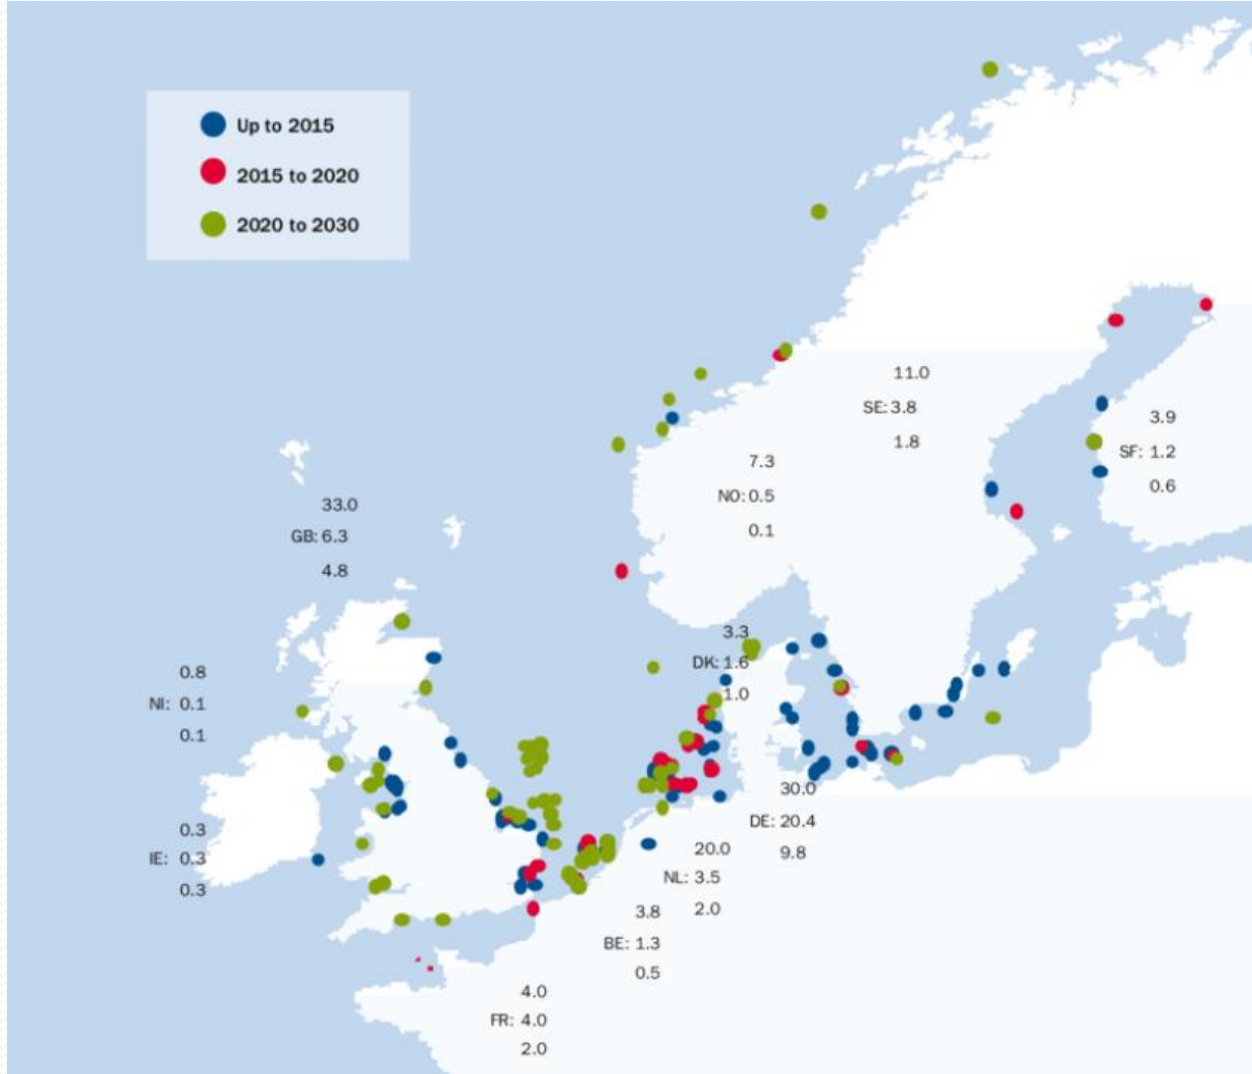 Up to 2015
2015 to 2020
2020 to 2030
11.0
SE: 3.8
1.8
3.9
SF: 1.2
0.6
7.3
NO: 0.5
0.1
33.0
GB: 6.3
4.8
3.3
DK: 1.6
1.0
0.8
NI: 0.1
0.1
0.3
IE: 0.3
0.3
30.0
DE: 20.4
9.8
20.0
NL: 3.5
2.0
3.8
BE: 1.3
0.5
4.0
FR: 4.0
2.0